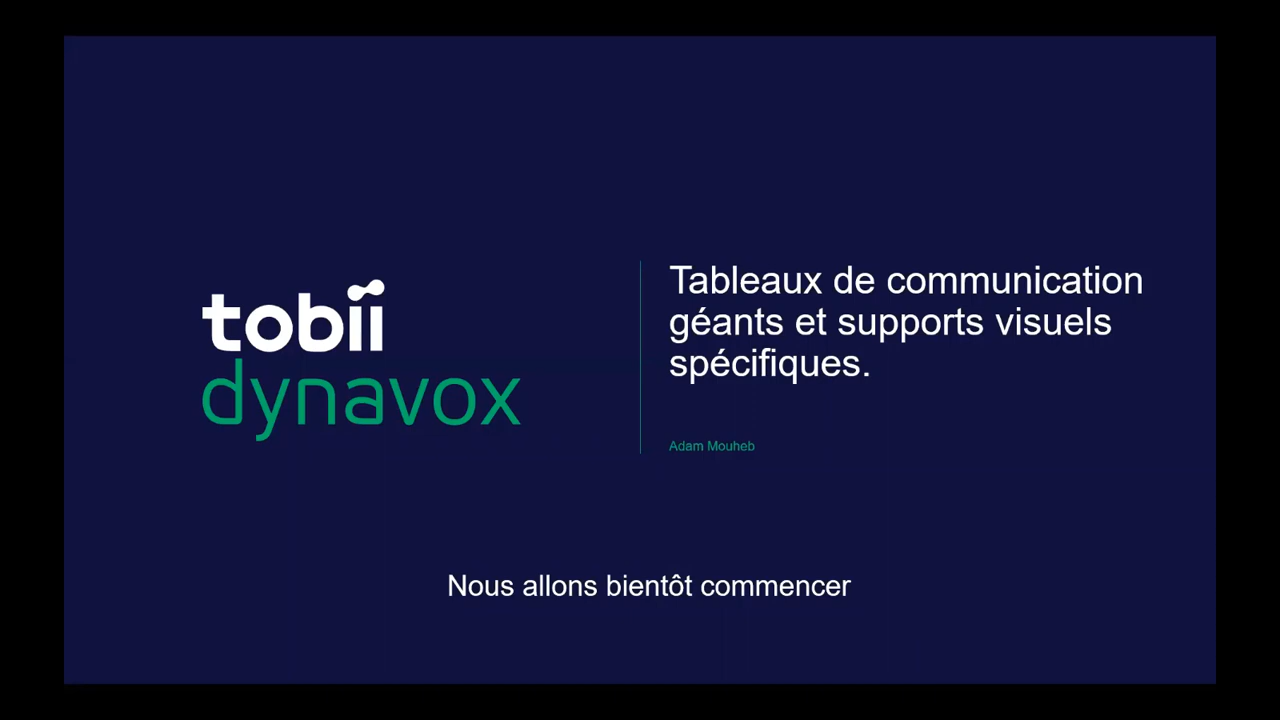 tobii
dynavox
Tableaux de communication
géants et supports visuels
spécifiques.
Adam Mouheb
Nous allons bientôt commencer